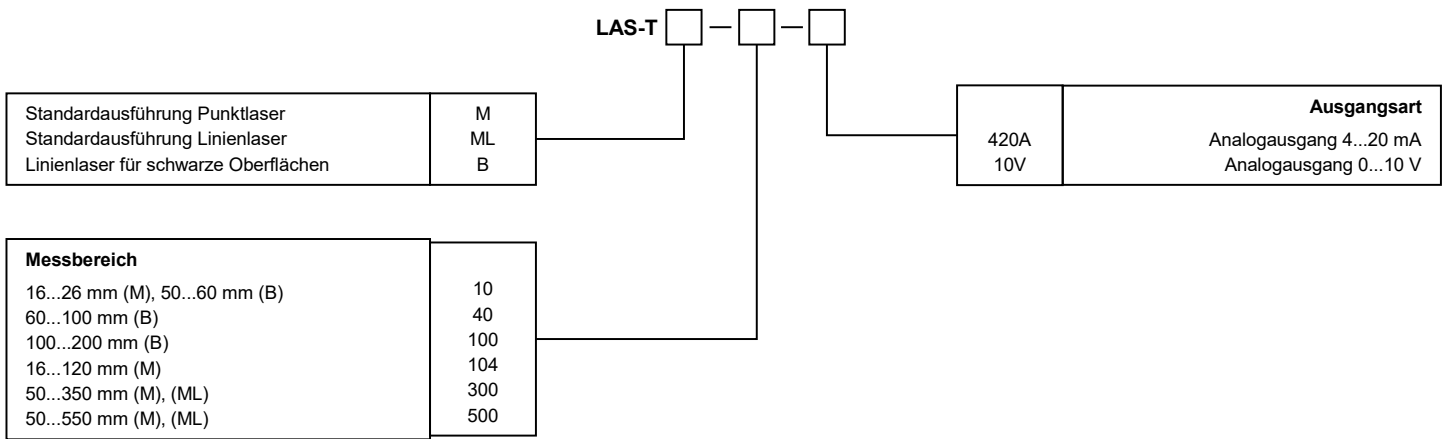 LAS-T — —
Standardausführung Punktlaser M
Standardausführung Linienlaser ML
Linienlaser für schwarze Oberflächen B
Ausgangsart
420A Analogausgang 4...20 mA
10V Analogausgang 0...10 V
Messbereich
16...26 mm (M), 50...60 mm (B) 10
60...100 mm (B) 40
100...200 mm (B) 100
16...120 mm (M) 104
50...350 mm (M), (ML) 300
50...550 mm (M), (ML) 500